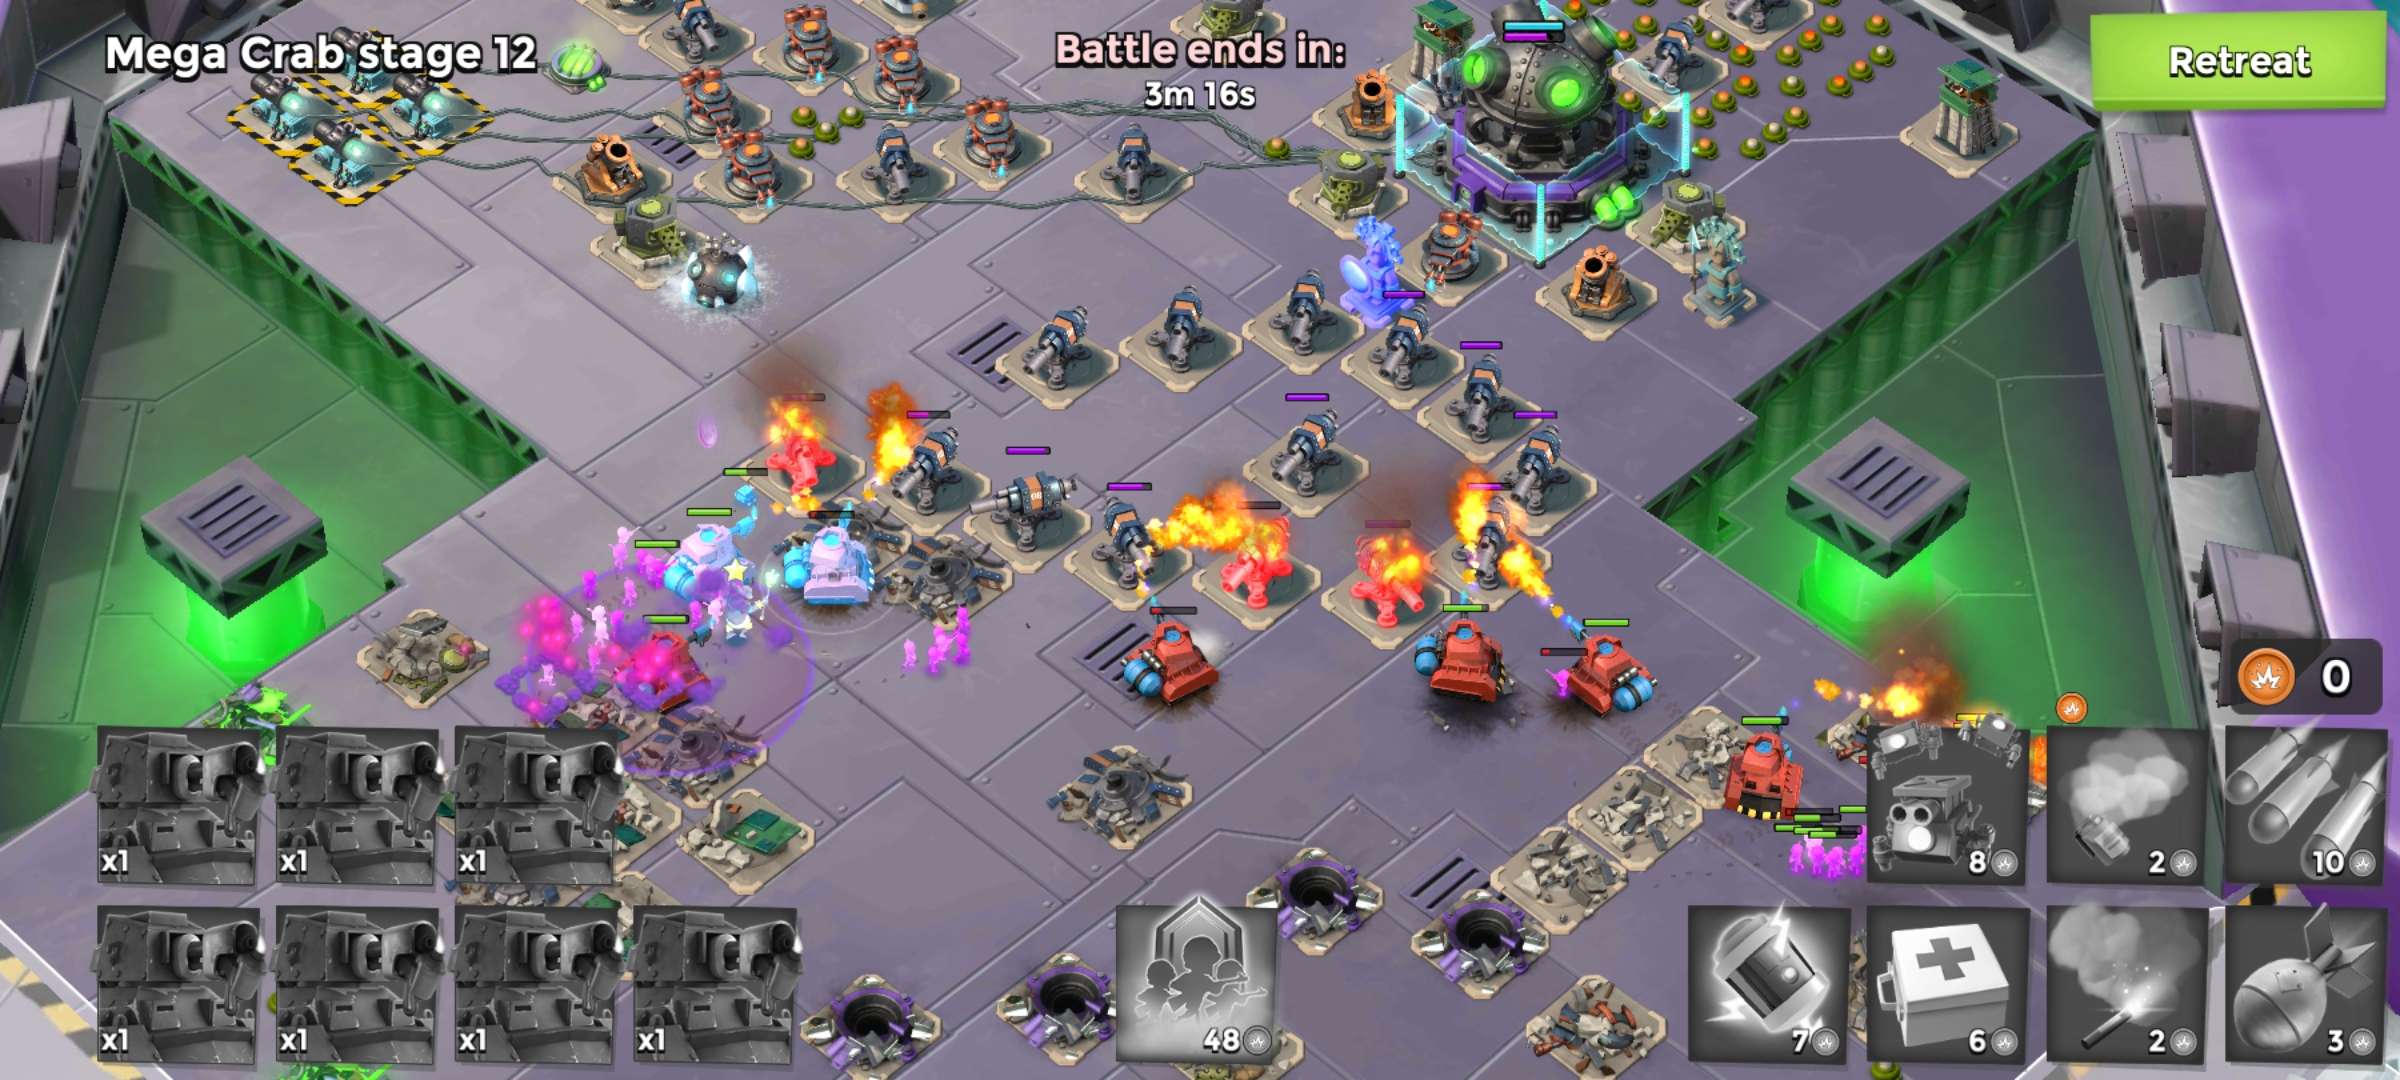 Mega Crab stage 12
Battle ends in:
3m 16s
Retreat
0
x1
x1
x1
8
2
10
x1
x1
x1
x1
48
7
6
2
3